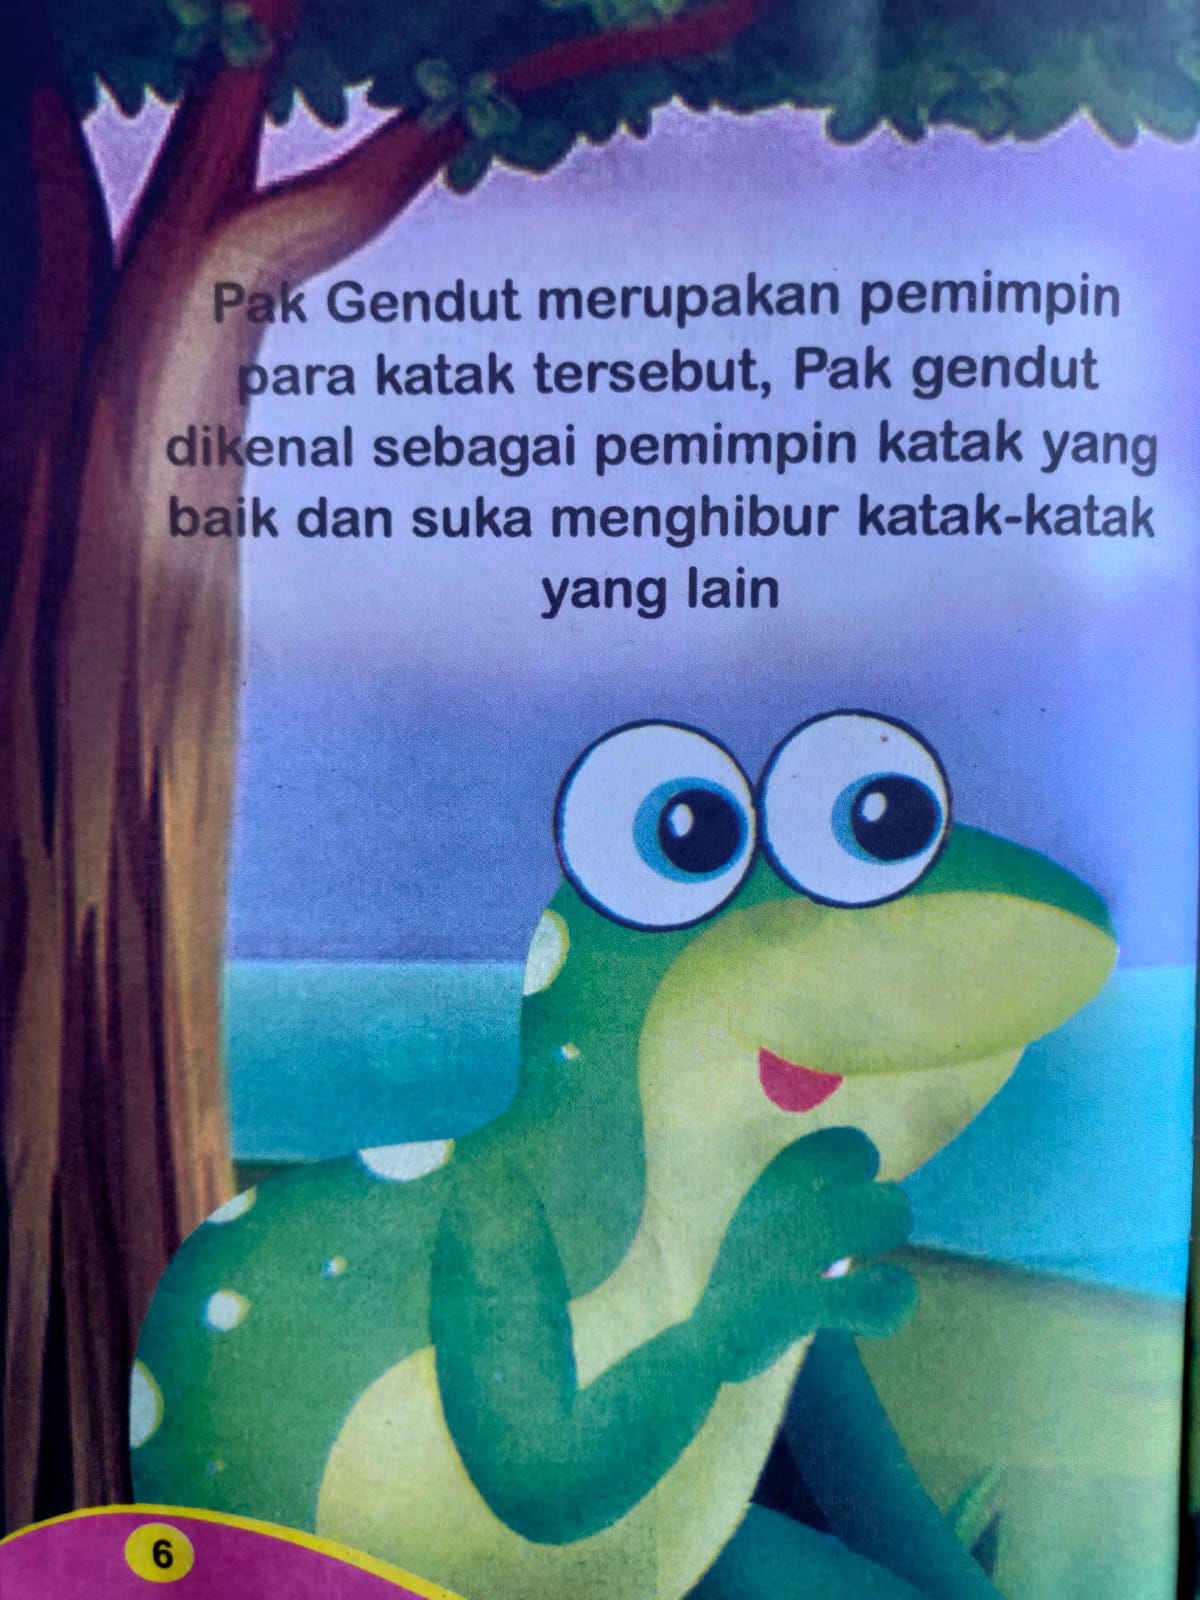 Pak Gendut merupakan pemimpin
para katak tersebut, Pak gendut
dikenal sebagai pemimpin katak yang
baik dan suka menghibur katak-katak
yang lain
6